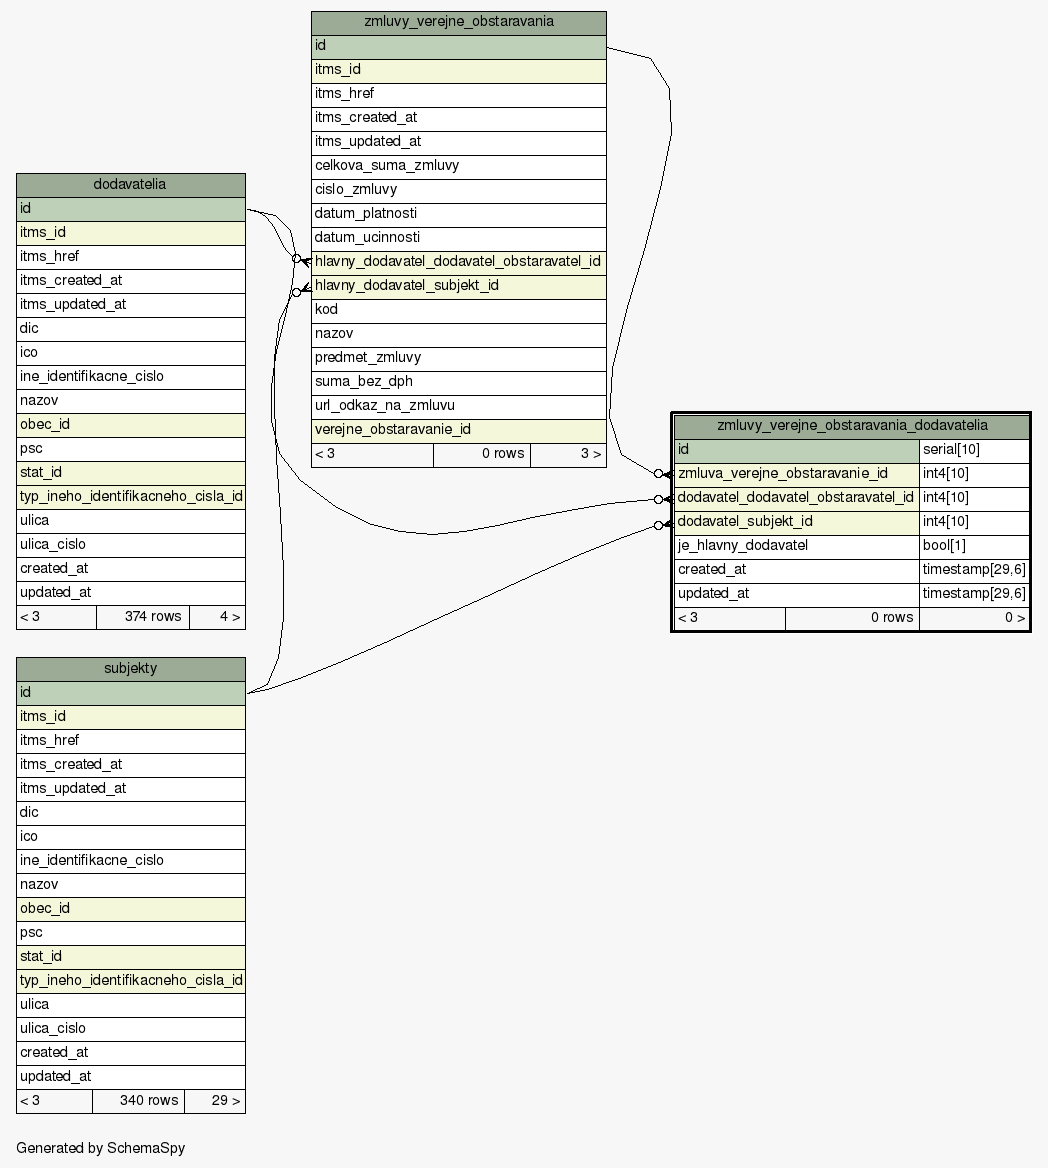 zmluvy_verejne_obstaravania
id
itms_id
itms_href
itms_created_at
itms_updated_at
celkova_suma_zmluvy
cislo_zmluvy
datum_platnosti
datum_ucinnosti
hlavny_dodavatel_dodavatel_obstaravatel_id
hlavny_dodavatel_subjekt_id
kod
nazov
predmet_zmluvy
suma_bez_dph
url_odkaz_na_zmluvu
verejne_obstaravanie_id
< 3 0 rows 3 >
dodavatelia
id
itms_id
itms_href
itms_created_at
itms_updated_at
dic
ico
ine_identifikacne_cislo
nazov
obec_id
psc
stat_id
typ_ineho_identifikacneho_cisla_id
ulica
ulica_cislo
created_at
updated_at
< 3 374 rows 4 >
zmluvy_verejne_obstaravania_dodavatelia
id serial[10]
zmluva_verejne_obstaravanie_id int4[10]
dodavatel_dodavatel_obstaravatel_id int4[10]
dodavatel_subjekt_id int4[10]
je_hlavny_dodavatel bool[1]
created_at timestamp[29,6]
updated_at timestamp[29,6]
< 3 0 rows 0 >
subjekty
id
itms_id
itms_href
itms_created_at
itms_updated_at
dic
ico
ine_identifikacne_cislo
nazov
obec_id
psc
stat_id
typ_ineho_identifikacneho_cisla_id
ulica
ulica_cislo
created_at
updated_at
< 3 340 rows 29 >
Generated by SchemaSpy